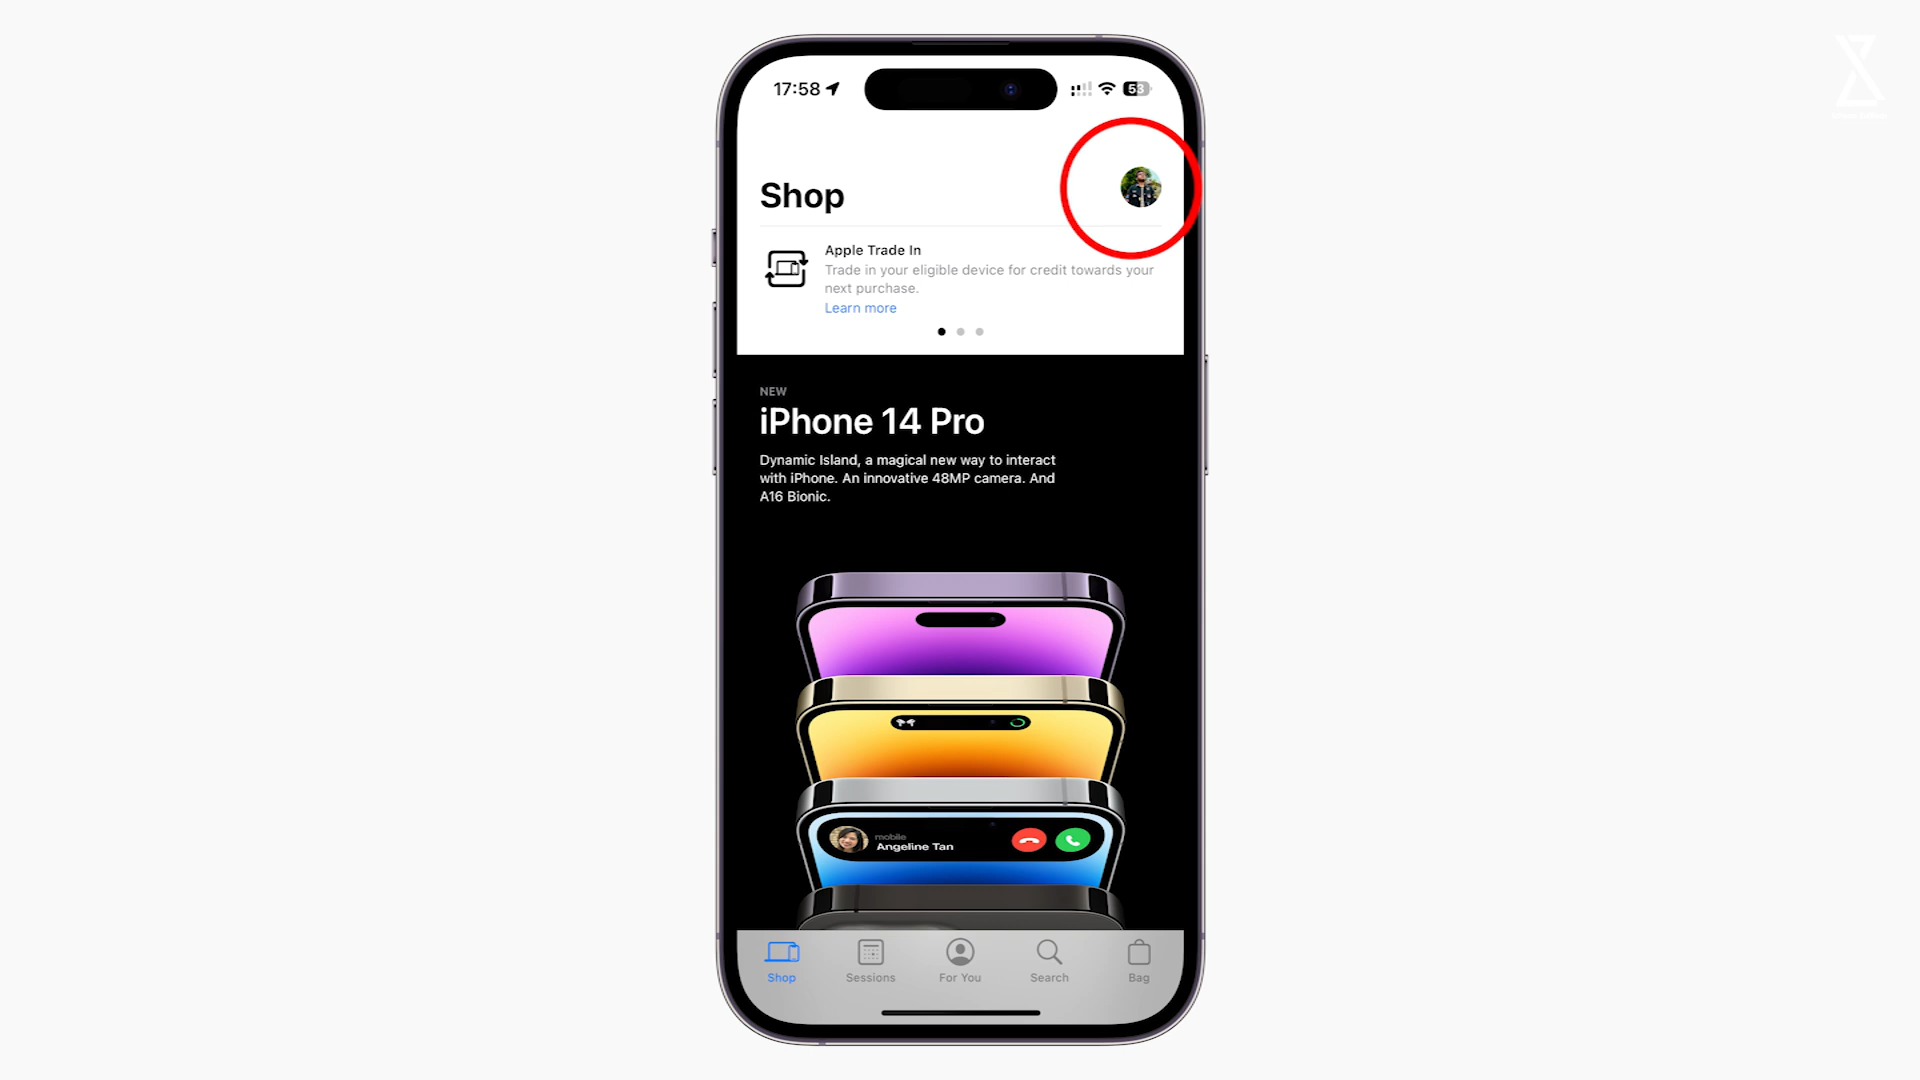 17:58
53
Shop
Apple Trade In
Trade in your eligible device for credit towards your
next purchase.
Learn more
NEW
iPhone 14 Pro
Dynamic Island, a magical new way to interact
with iPhone. An innovative 48MP camera. And
A16 Bionic.
mobile
Angeline Tan
Shop
Sessions
For You
Search
Bag